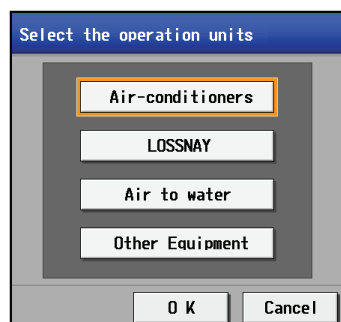 Select the operation units
Air-conditioners
LOSSNAY
Air to water
Other Equipment
O K Cancel